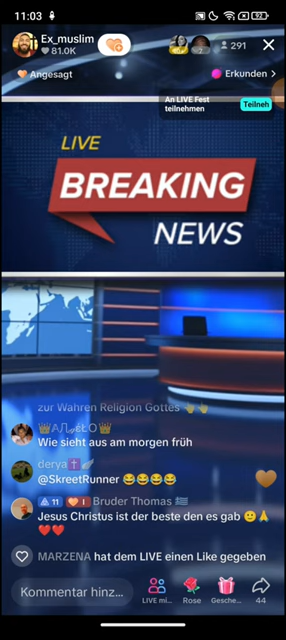 11:03
92
Ex_muslim
81.0K
291
Angesagt
Erkunden >
An LIVE Fest
teilnehmen
Teilneh
LIVE
BREAKING
NEWS
zur Wahren Religion Gottes
Wie sieht aus am morgen früh
derya
@SkreetRunner 😂😂😂😂
11
1
Bruder Thomas 🇬🇷
Jesus Christus ist der beste den es gab 🙂🙏
❤️❤️
MARZENA hat dem LIVE einen Like gegeben
Kommentar hinz...
LIVE mi...
Rose
Gesche...
44